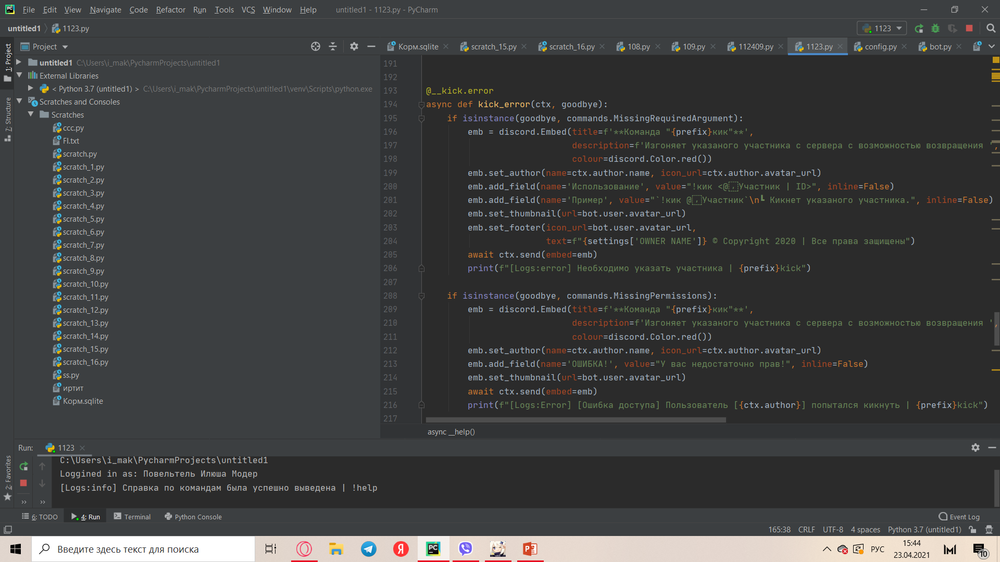 File Edit View Navigate Code Refactor Run Tools VCS Window Help untitled1 - 1123.py - PyCharm
untitled1 1123.py 1123
Project Корм.sqlite scratch_15.py scratch_16.py 108.py 109.py 112409.py 1123.py config.py bot.py
1: Project
7: Structure
2: Favorites
untitled1 C:\Users\i_mak\PycharmProjects\untitled1
External Libraries
< Python 3.7 (untitled1) > C:\Users\i_mak\PycharmProjects\untitled1\venv\Scripts\python.exe
Scratches and Consoles
Scratches
ccc.py
FI.txt
scratch.py
scratch_1.py
scratch_2.py
scratch_3.py
scratch_4.py
scratch_5.py
scratch_6.py
scratch_7.py
scratch_8.py
scratch_9.py
scratch_10.py
scratch_11.py
scratch_12.py
scratch_13.py
scratch_14.py
scratch_15.py
scratch_16.py
ss.py
иртит
Корм.sqlite
191
192
193 @__kick.error
194 async def kick_error(ctx, goodbye):
195 if isinstance(goodbye, commands.MissingRequiredArgument):
196 emb = discord.Embed(title=f'**Команда "{prefix}кик"**',
197 description=f'Изгоняет указаного участника с сервера с возможностью возвращения ',
198 colour=discord.Color.red())
199 emb.set_author(name=ctx.author.name, icon_url=ctx.author.avatar_url)
200 emb.add_field(name='Использование', value="!кик <@,Участник | ID>", inline=False)
201 emb.add_field(name='Пример', value="`!кик @,Участник`\n┗ Кикнет указаного участника.", inline=False)
202 emb.set_thumbnail(url=bot.user.avatar_url)
203 emb.set_footer(icon_url=bot.user.avatar_url,
204 text=f"{settings['OWNER NAME']} © Copyright 2020 | Все права защищены")
205 await ctx.send(embed=emb)
206 print(f"[Logs:error] Необходимо указать участника | {prefix}kick")
207
208 if isinstance(goodbye, commands.MissingPermissions):
209 emb = discord.Embed(title=f'**Команда "{prefix}кик"**',
210 description=f'Изгоняет указаного участника с сервера с возможностью возвращения ',
211 colour=discord.Color.red())
212 emb.set_author(name=ctx.author.name, icon_url=ctx.author.avatar_url)
213 emb.add_field(name='ОШИБКА!', value="У вас недостаточно прав!", inline=False)
214 emb.set_thumbnail(url=bot.user.avatar_url)
215 await ctx.send(embed=emb)
216 print(f"[Logs:Error] [Ошибка доступа] Пользователь [{ctx.author}] попытался кикнуть | {prefix}kick")
217
async __help()
Run: 1123
C:\Users\i_mak\PycharmProjects\untitled1
Loggined in as: Повельтель Илюша Модер
[Logs:info] Справка по командам была успешно выведена | !help
6: TODO 4: Run Terminal Python Console Event Log
165:38 CRLF UTF-8 4 spaces Python 3.7 (untitled1)
Введите здесь текст для поиска
РУС 15:44
23.04.2021
10